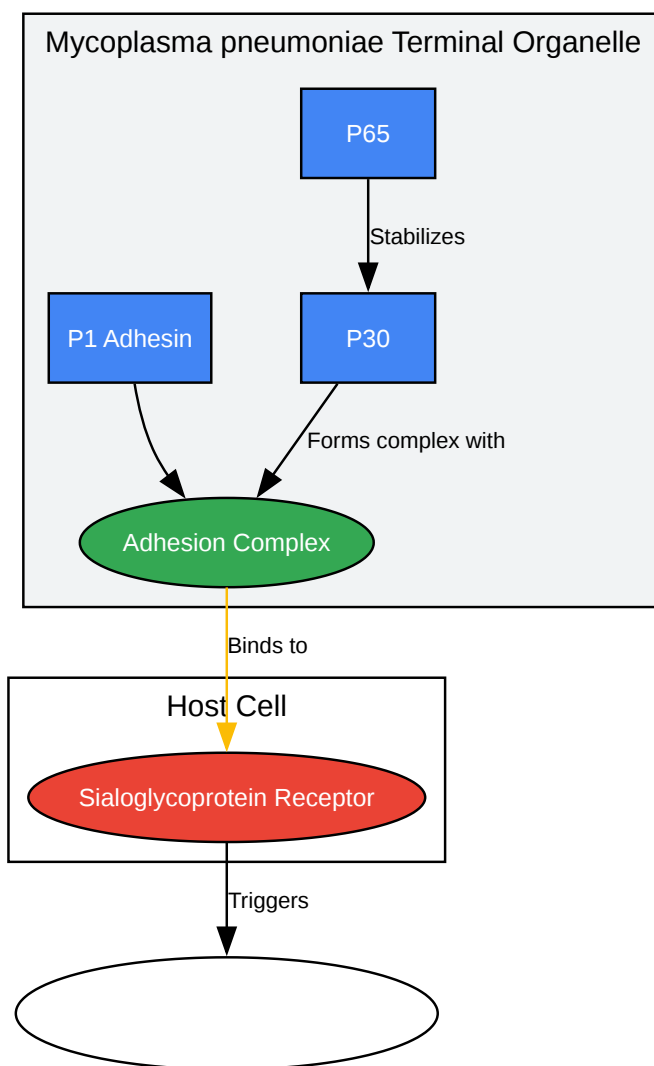 Mycoplasma pneumoniae Terminal Organelle
P65
Stabilizes
P1 Adhesin
P30
Forms complex with
Adhesion Complex
Binds to
Host Cell
Sialoglycoprotein Receptor
Triggers